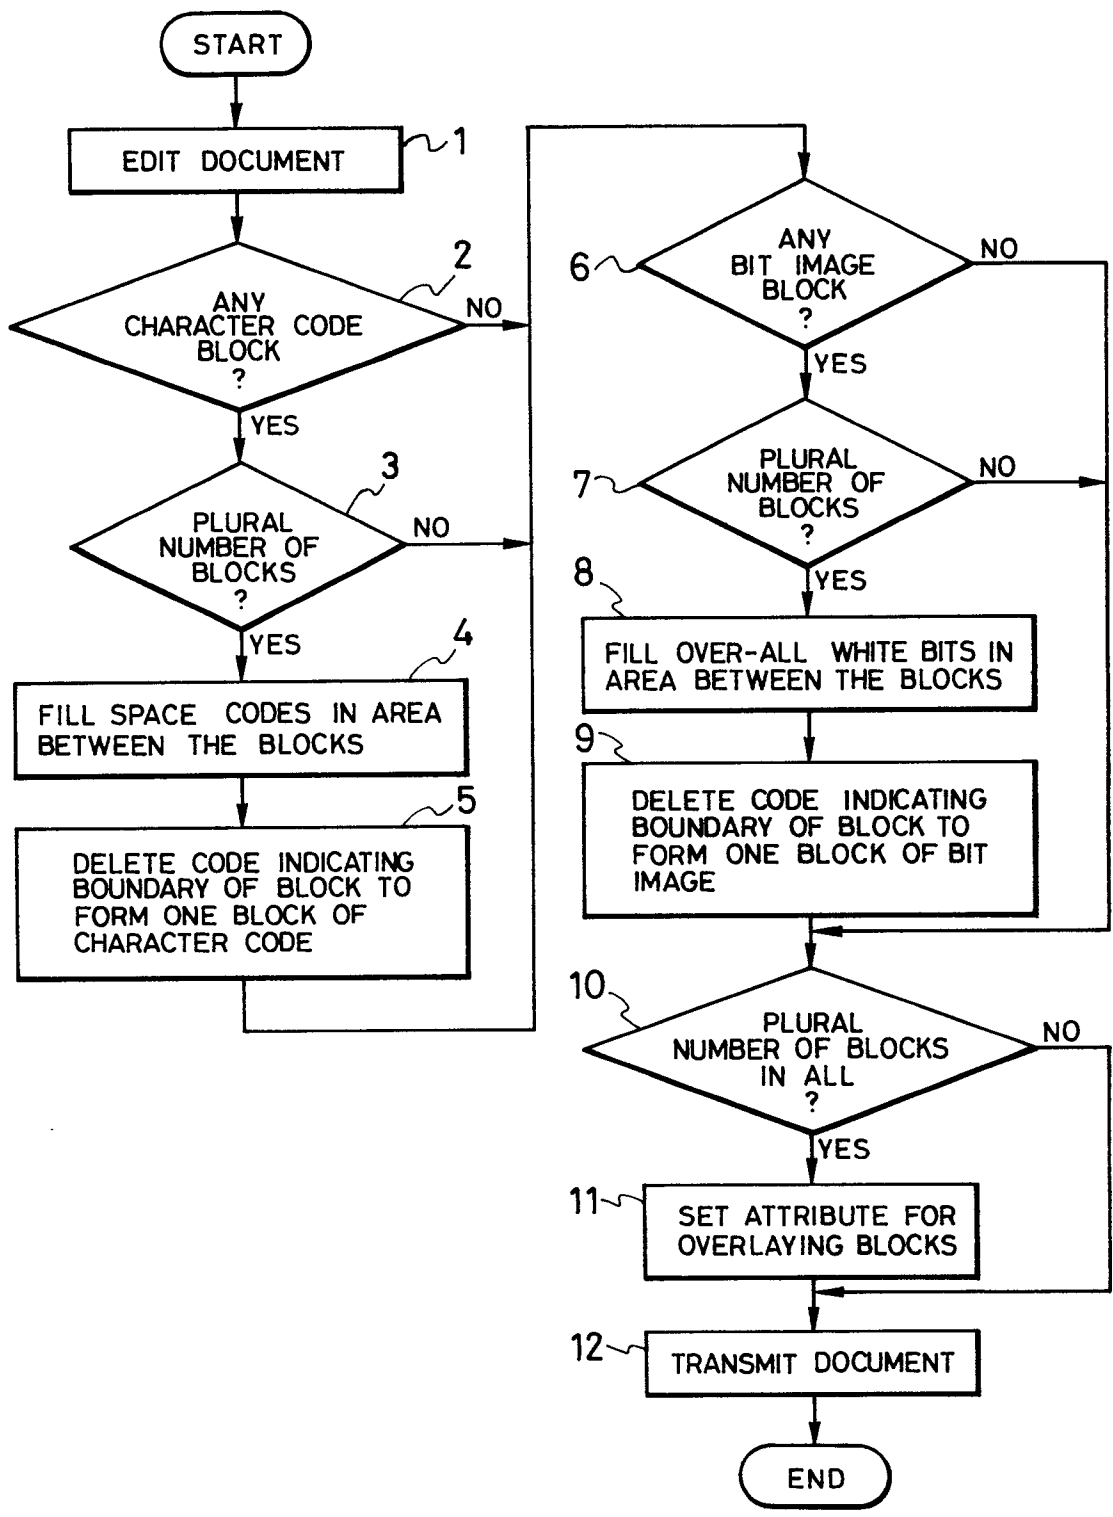 START
EDIT DOCUMENT
1
2
ANY
CHARACTER CODE
BLOCK
?
NO
YES
3
PLURAL
NUMBER OF
BLOCKS
?
NO
YES
4
FILL SPACE CODES IN AREA
BETWEEN THE BLOCKS
5
DELETE CODE INDICATING
BOUNDARY OF BLOCK TO
FORM ONE BLOCK OF
CHARACTER CODE
6
ANY
BIT IMAGE
BLOCK
?
NO
YES
7
PLURAL
NUMBER OF
BLOCKS
?
NO
YES
8
FILL OVER-ALL WHITE BITS IN
AREA BETWEEN THE BLOCKS
9
DELETE CODE INDICATING
BOUNDARY OF BLOCK TO
FORM ONE BLOCK OF BIT
IMAGE
10
PLURAL
NUMBER OF BLOCKS
IN ALL
?
NO
YES
11
SET ATTRIBUTE FOR
OVERLAYING BLOCKS
12
TRANSMIT DOCUMENT
END